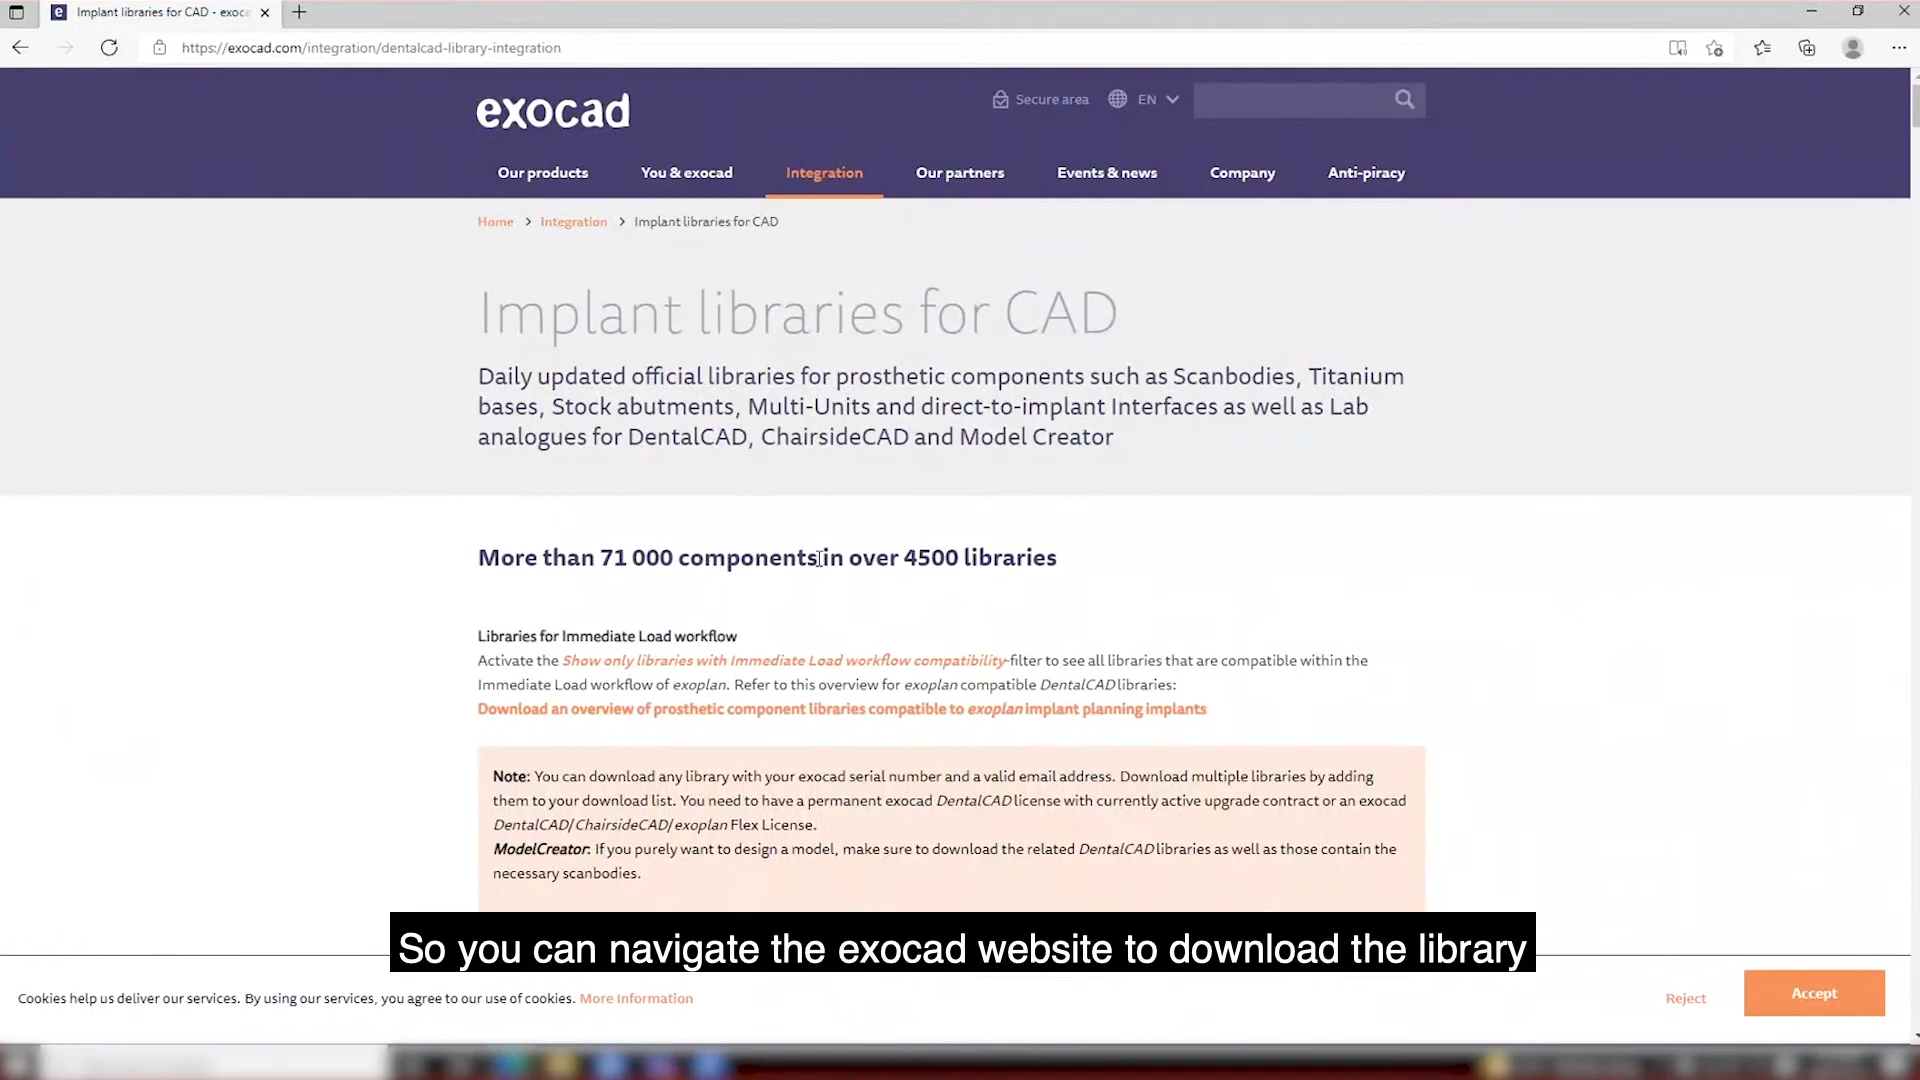 Implant libraries for CAD - exoca
https://exocad.com/integration/dentalcad-library-integration
exocad
Secure area
EN
Our products
You & exocad
Integration
Our partners
Events & news
Company
Anti-piracy
Home > Integration > Implant libraries for CAD
Implant libraries for CAD
Daily updated official libraries for prosthetic components such as Scanbodies, Titanium
bases, Stock abutments, Multi-Units and direct-to-implant Interfaces as well as Lab
analogues for DentalCAD, ChairsideCAD and Model Creator
More than 71 000 components in over 4500 libraries
Libraries for Immediate Load workflow
Activate the Show only libraries with Immediate Load workflow compatibility-filter to see all libraries that are compatible within the
Immediate Load workflow of exoplan. Refer to this overview for exoplan compatible DentalCAD libraries:
Download an overview of prosthetic component libraries compatible to exoplan implant planning implants
Note: You can download any library with your exocad serial number and a valid email address. Download multiple libraries by adding
them to your download list. You need to have a permanent exocad DentalCAD license with currently active upgrade contract or an exocad
DentalCAD/ChairsideCAD/exoplan Flex License.
ModelCreator: If you purely want to design a model, make sure to download the related DentalCAD libraries as well as those contain the
necessary scanbodies.
So you can navigate the exocad website to download the library
Cookies help us deliver our services. By using our services, you agree to our use of cookies. More Information
Reject
Accept